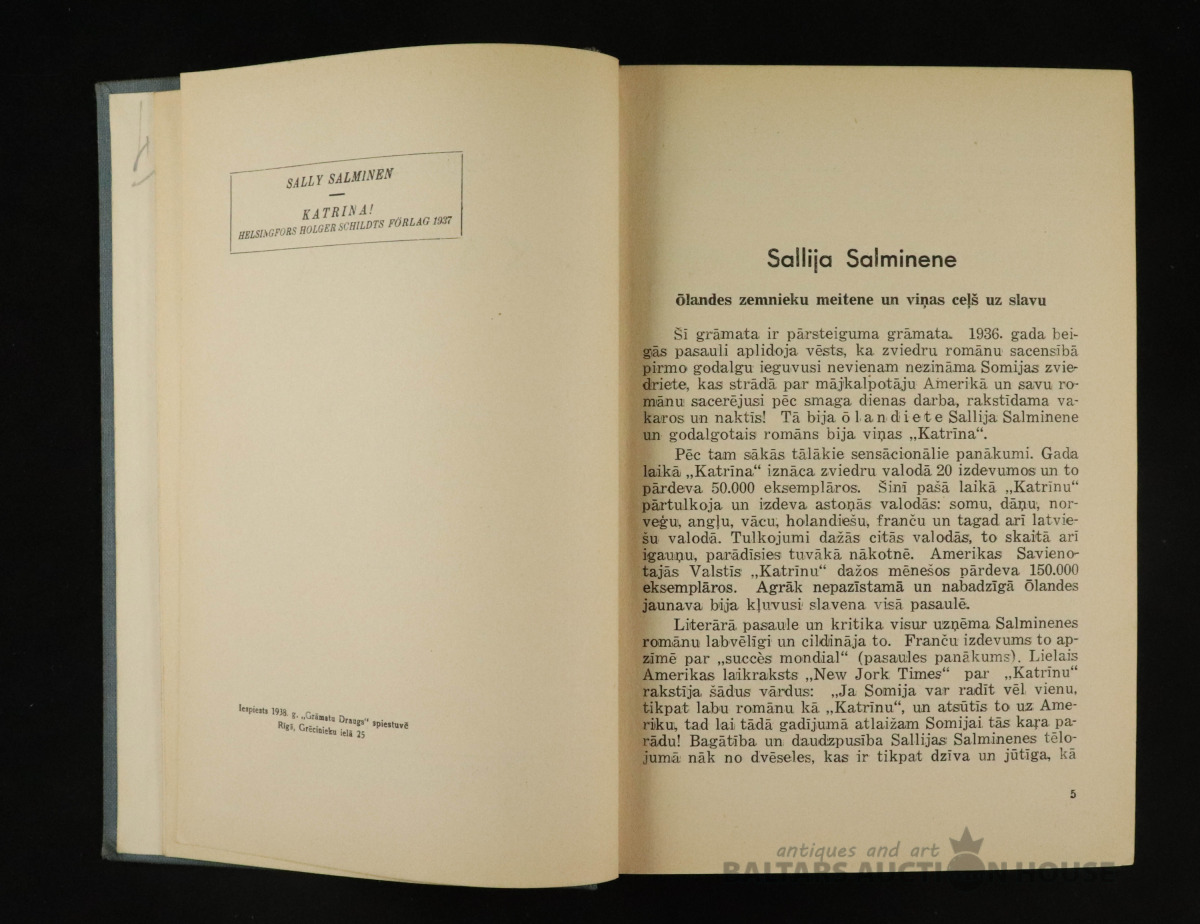 SALLY SALMINEN
KATRINA!
HELSINGFORS HOLGER SCHILDTS FÖRLAG 1937
Iespiests 1938. g. „Grāmatu Drauga“ spiestuvē
Rīgā, Grēcinieku ielā 25
Sallija Salminene
ōlandes zemnieku meitene un viņas ceļš uz slavu
Šī grāmata ir pārsteiguma grāmata. 1936. gada bei-
gās pasauli aplidoja vēsts, ka zviedru romānu sacensībā
pirmo godalgu ieguvusi nevienam nezināma Somijas zvie-
driete, kas strādā par mājkalpotāju Amerikā un savu ro-
mānu sacerējusi pēc smaga dienas darba, rakstīdama va-
karos un naktīs! Tā bija ōlandiete Sallija Salminene
un godalgotais romāns bija viņas „Katrīna“.
Pēc tam sākās tālākie sensācionālie panākumi. Gada
laikā „Katrīna“ iznāca zviedru valodā 20 izdevumos un to
pārdeva 50.000 eksemplāros. Šinī pašā laikā „Katrīnu“
pārtulkoja un izdeva astoņās valodās: somu, dāņu, nor-
veģu, angļu, vācu, holandiešu, franču un tagad arī latvie-
šu valodā. Tulkojumi dažās citās valodās, to skaitā arī
igauņu, parādīsies tuvākā nākotnē. Amerikas Savieno-
tajās Valstīs „Katrīnu“ dažos mēnešos pārdeva 150.000
eksemplāros. Agrāk nepazīstamā un nabadzīgā Ōlandes
jaunava bija kļuvusi slavena visā pasaulē.
Literārā pasaule un kritika visur uzņēma Salminenes
romānu labvēlīgi un cildināja to. Franču izdevums to ap-
zīmē par „succès mondial“ (pasaules panākums). Lielais
Amerikas laikraksts „New Jork Times“ par „Katrīnu“
rakstīja šādus vārdus: „Ja Somija var radīt vēl vienu,
tikpat labu romānu kā „Katrīnu“, un atsūtīs to uz Ame-
riku, tad lai tādā gadījumā atlaižam Somijai tās kaŗa pa-
rādu! Bagātība un daudzpusība Sallijas Salminenes tēlo-
jumā nāk no dvēseles, kas ir tikpat dzīva un jūtīga, kā
5
antiques and art
BALTARS AUCTION HOUSE